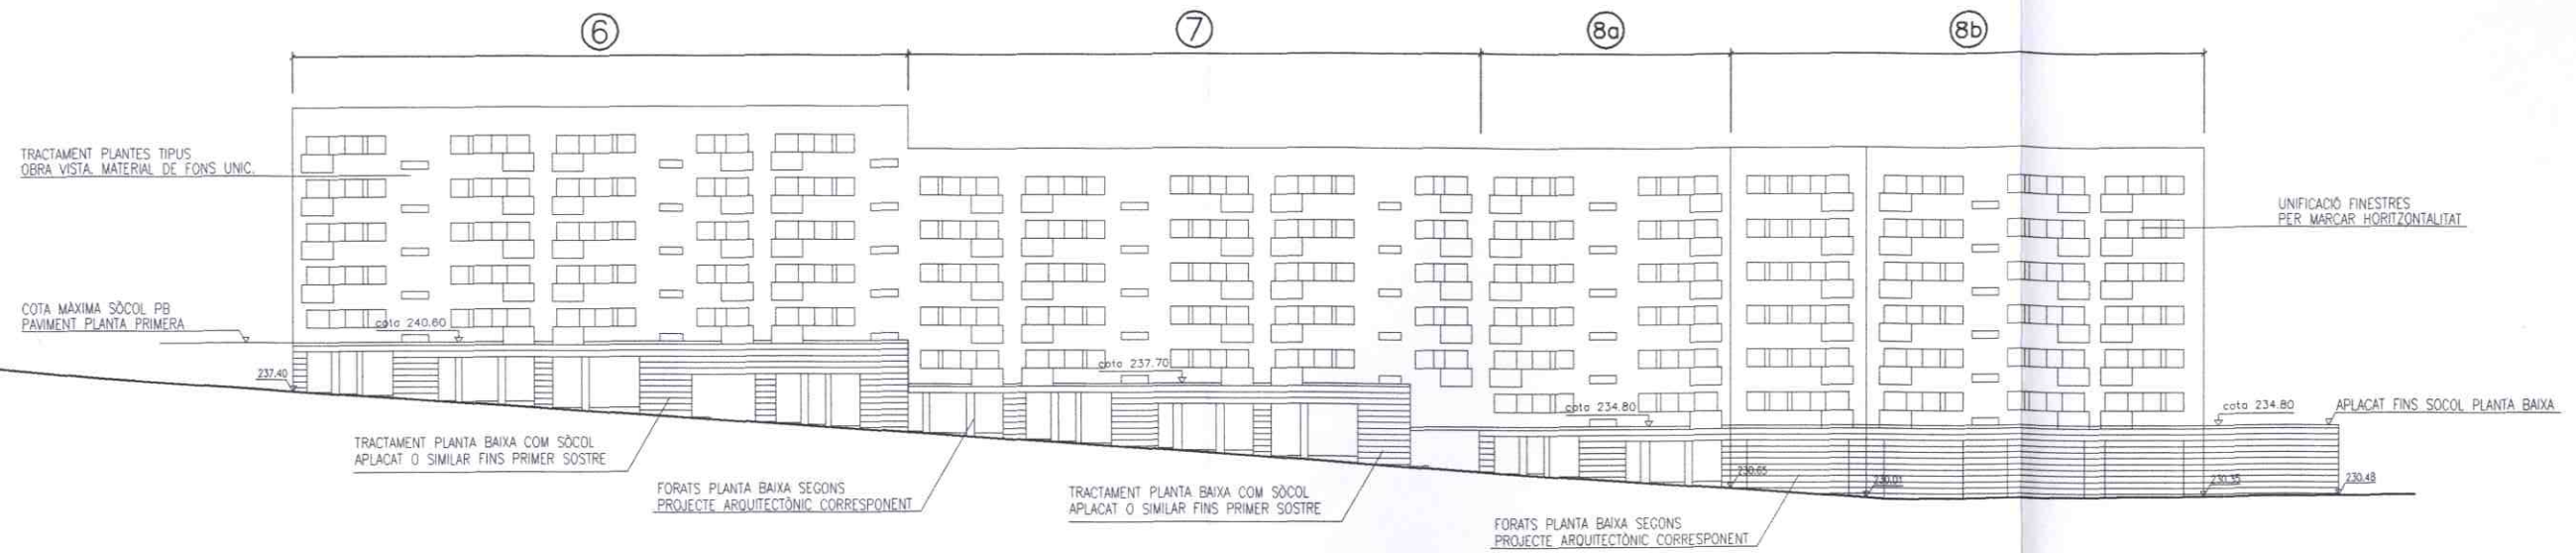 6
7
8a
8b
TRACTAMENT PLANTES TIPUS
OBRA VISTA. MATERIAL DE FONS UNIC.
UNIFICACIÓ FINESTRES
PER MARCAR HORITZONTALITAT
COTA MÀXIMA SÒCOL PB
PAVIMENT PLANTA PRIMERA
cota 240.60
237.40
cota 237.70
cota 234.80
cota 234.80
APLACAT FINS SOCOL PLANTA BAIXA
TRACTAMENT PLANTA BAIXA COM SÒCOL
APLACAT O SIMILAR FINS PRIMER SOSTRE
FORATS PLANTA BAIXA SEGONS
PROJECTE ARQUITECTÒNIC CORRESPONENT
TRACTAMENT PLANTA BAIXA COM SÒCOL
APLACAT O SIMILAR FINS PRIMER SOSTRE
230.65
230.01
230.35
230.48
FORATS PLANTA BAIXA SEGONS
PROJECTE ARQUITECTÒNIC CORRESPONENT